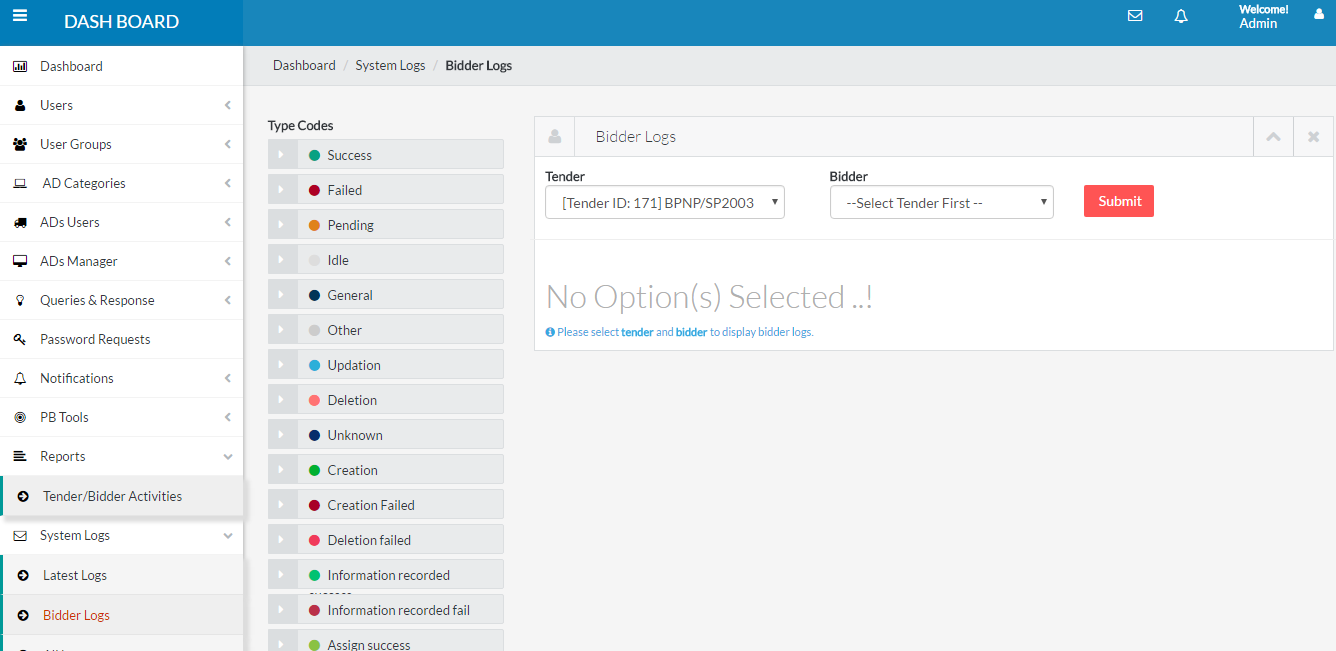 DASH BOARD
Welcome!
Admin
Dashboard
Users
User Groups
AD Categories
ADs Users
ADs Manager
Queries & Response
Password Requests
Notifications
PB Tools
Reports
Tender/Bidder Activities
System Logs
Latest Logs
Bidder Logs
Dashboard / System Logs / Bidder Logs
Type Codes
Success
Failed
Pending
Idle
General
Other
Updation
Deletion
Unknown
Creation
Creation Failed
Deletion failed
Information recorded
Information recorded fail
Assign success
Bidder Logs
Tender
[Tender ID: 171] BPNP/SP2003
Bidder
--Select Tender First --
Submit
No Option(s) Selected ..!
Please select tender and bidder to display bidder logs.